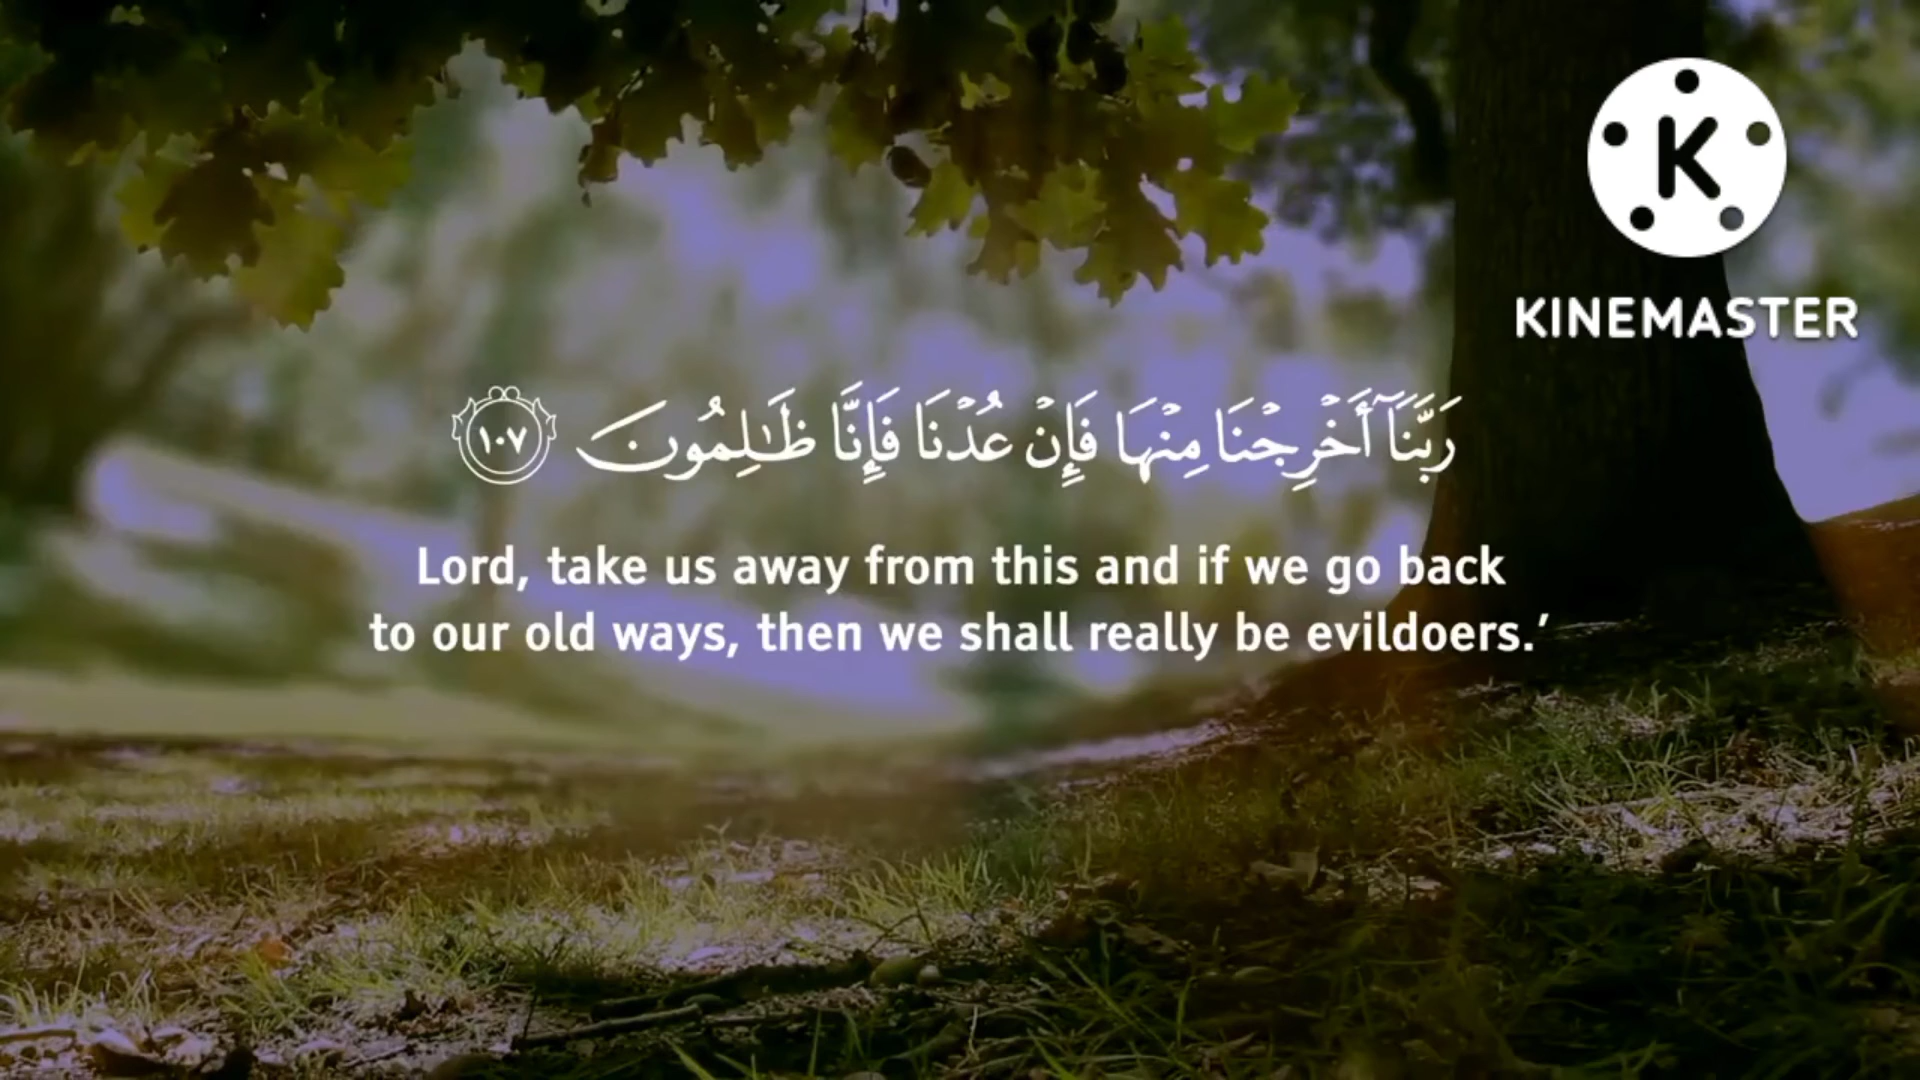 KINEMASTER
رَبَّنَآ أَخْرِجْنَا مِنْهَا فَإِنْ عُدْنَا فَإِنَّا ظَـٰلِمُونَ ١٠٧
Lord, take us away from this and if we go back
to our old ways, then we shall really be evildoers.’